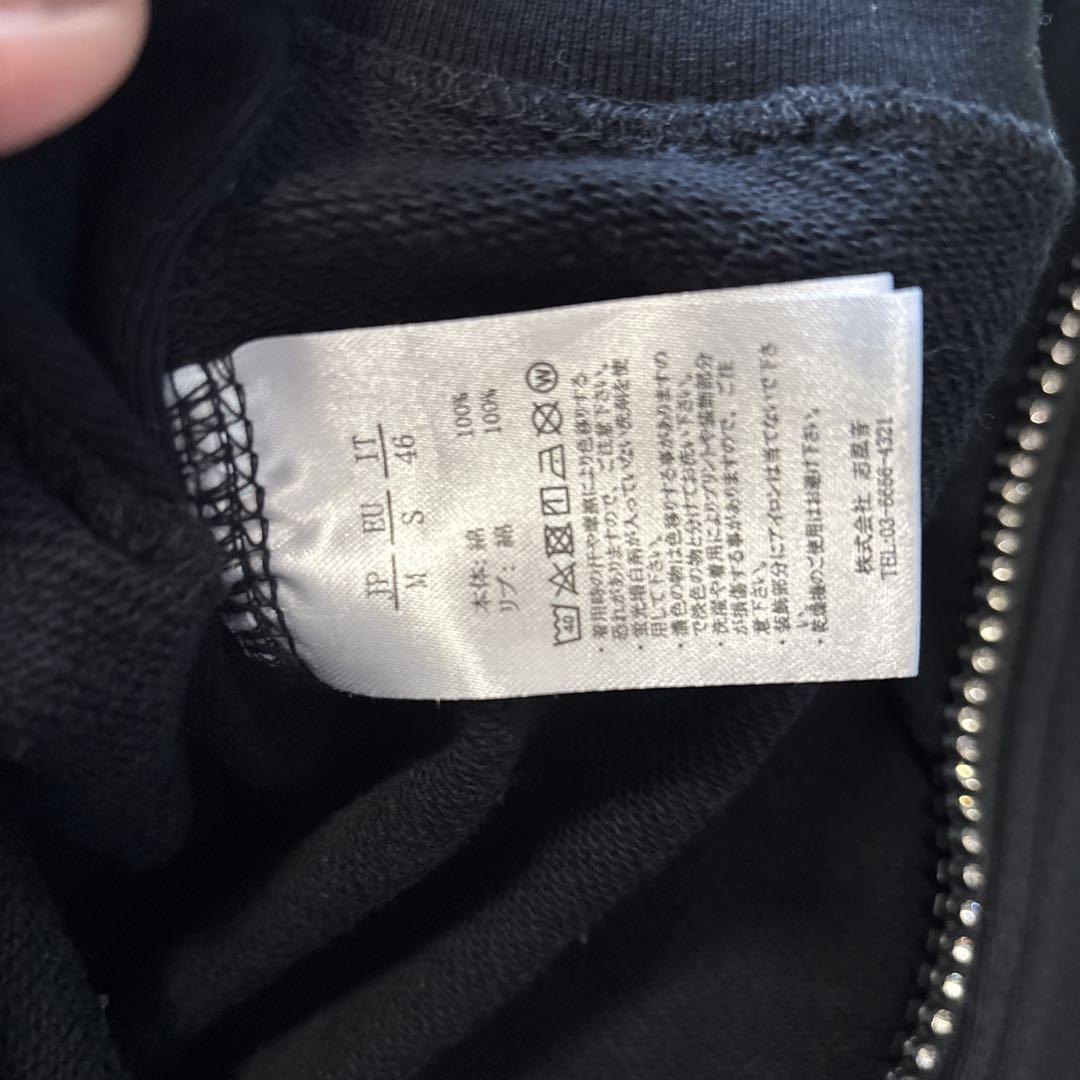 JP EU IT
M S 46
本体:綿 100%
リブ:綿 100%
40 W
・着用時の汗や摩擦により色移りする
恐れがありますので、ご注意下さい。
・蛍光増白剤が入っていない洗剤を使
用して下さい。
・濃色の物は色移りする事がありますの
で淡色の物と分けてお洗い下さい。
・洗濯や着用によりプリントや装飾部分
が損傷する事がありますので、ご注
意下さい。
・装飾部分にアイロンは当てないで下さ
い。
・乾燥機のご使用はお避け下さい。
株式会社 志風音
TEL:03-6666-4321